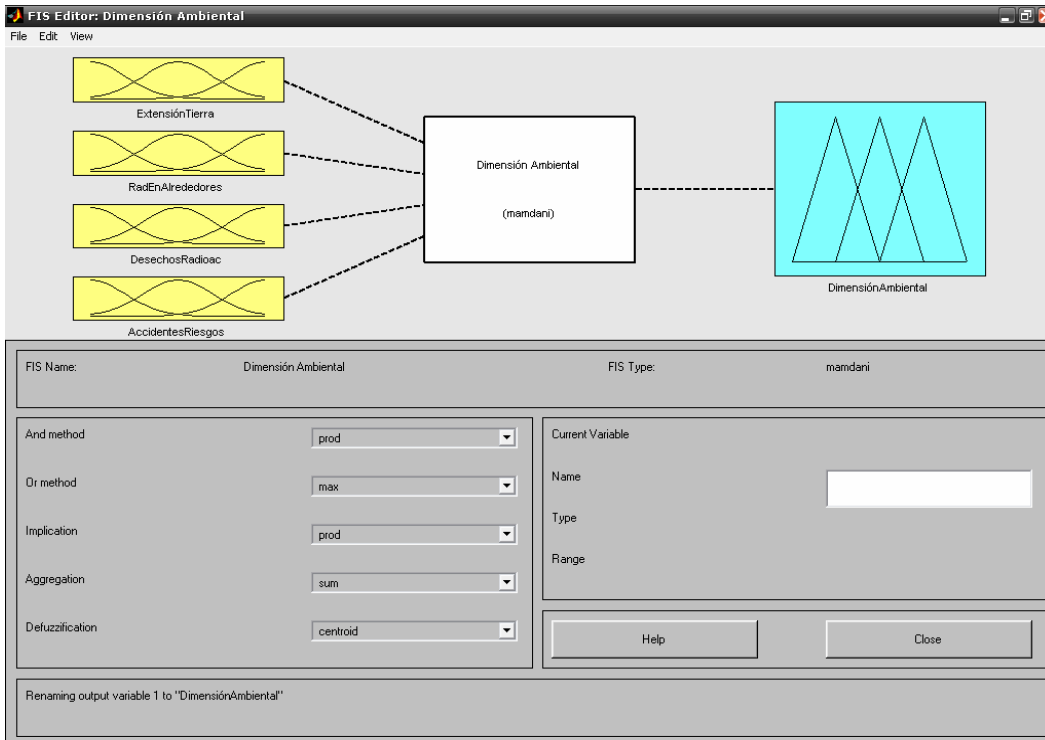 FIS Editor: Dimensión Ambiental
File Edit View
ExtensiónTierra
RadEnAlrededores
DesechosRadioac
AccidentesRiesgos
Dimensión Ambiental
(mamdani)
DimensiónAmbiental
FIS Name: Dimensión Ambiental FIS Type: mamdani
And method prod
Or method max
Implication prod
Aggregation sum
Defuzzification centroid
Current Variable
Name
Type
Range
Help Close
Renaming output variable 1 to "DimensiónAmbiental"